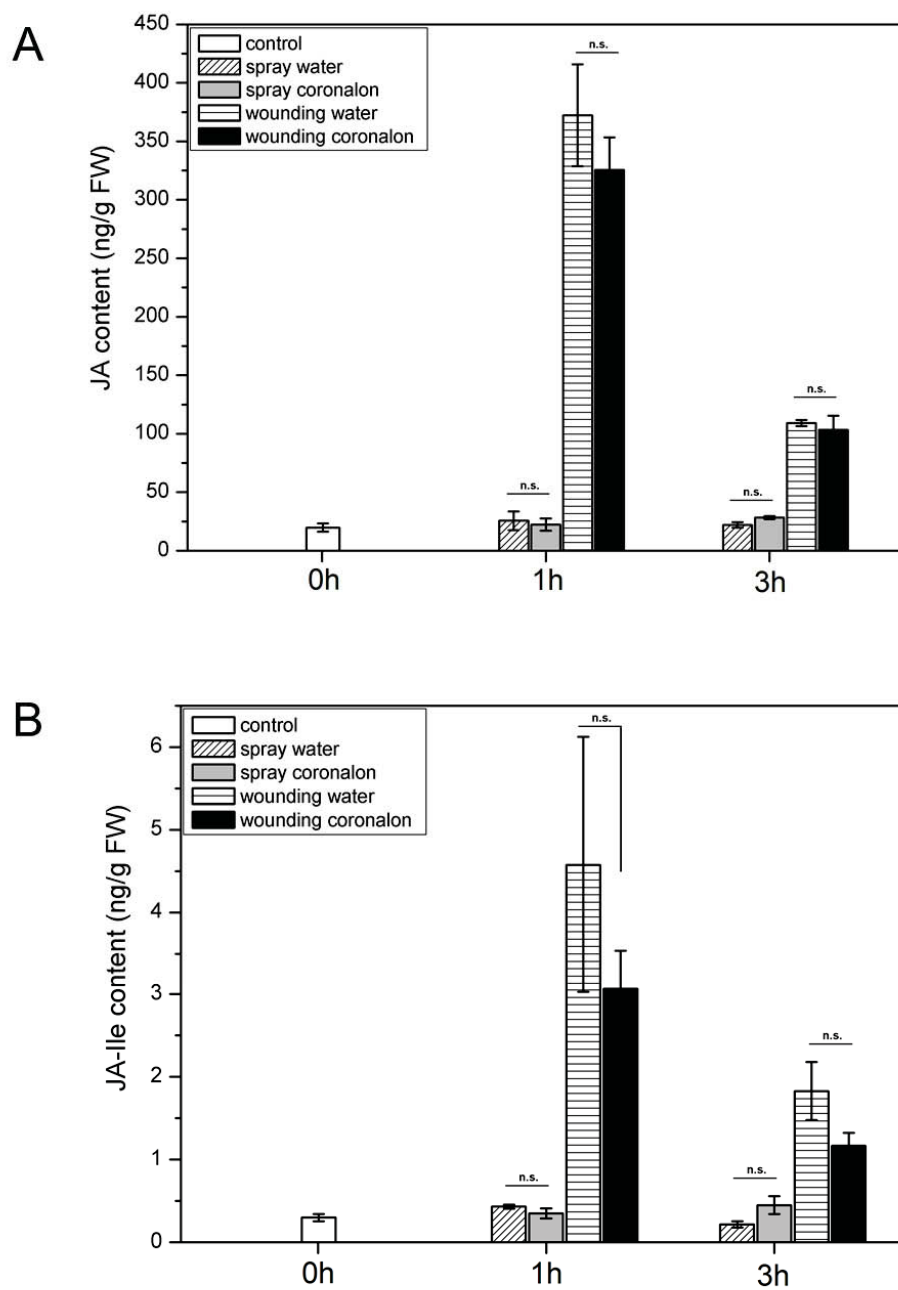 A
450
400
350
300
250
200
150
100
50
0
JA content (ng/g FW)
control
spray water
spray coronalon
wounding water
wounding coronalon
n.s.
n.s.
n.s.
n.s.
0h
1h
3h
B
6
5
4
3
2
1
0
JA-Ile content (ng/g FW)
control
spray water
spray coronalon
wounding water
wounding coronalon
n.s.
n.s.
n.s.
n.s.
0h
1h
3h